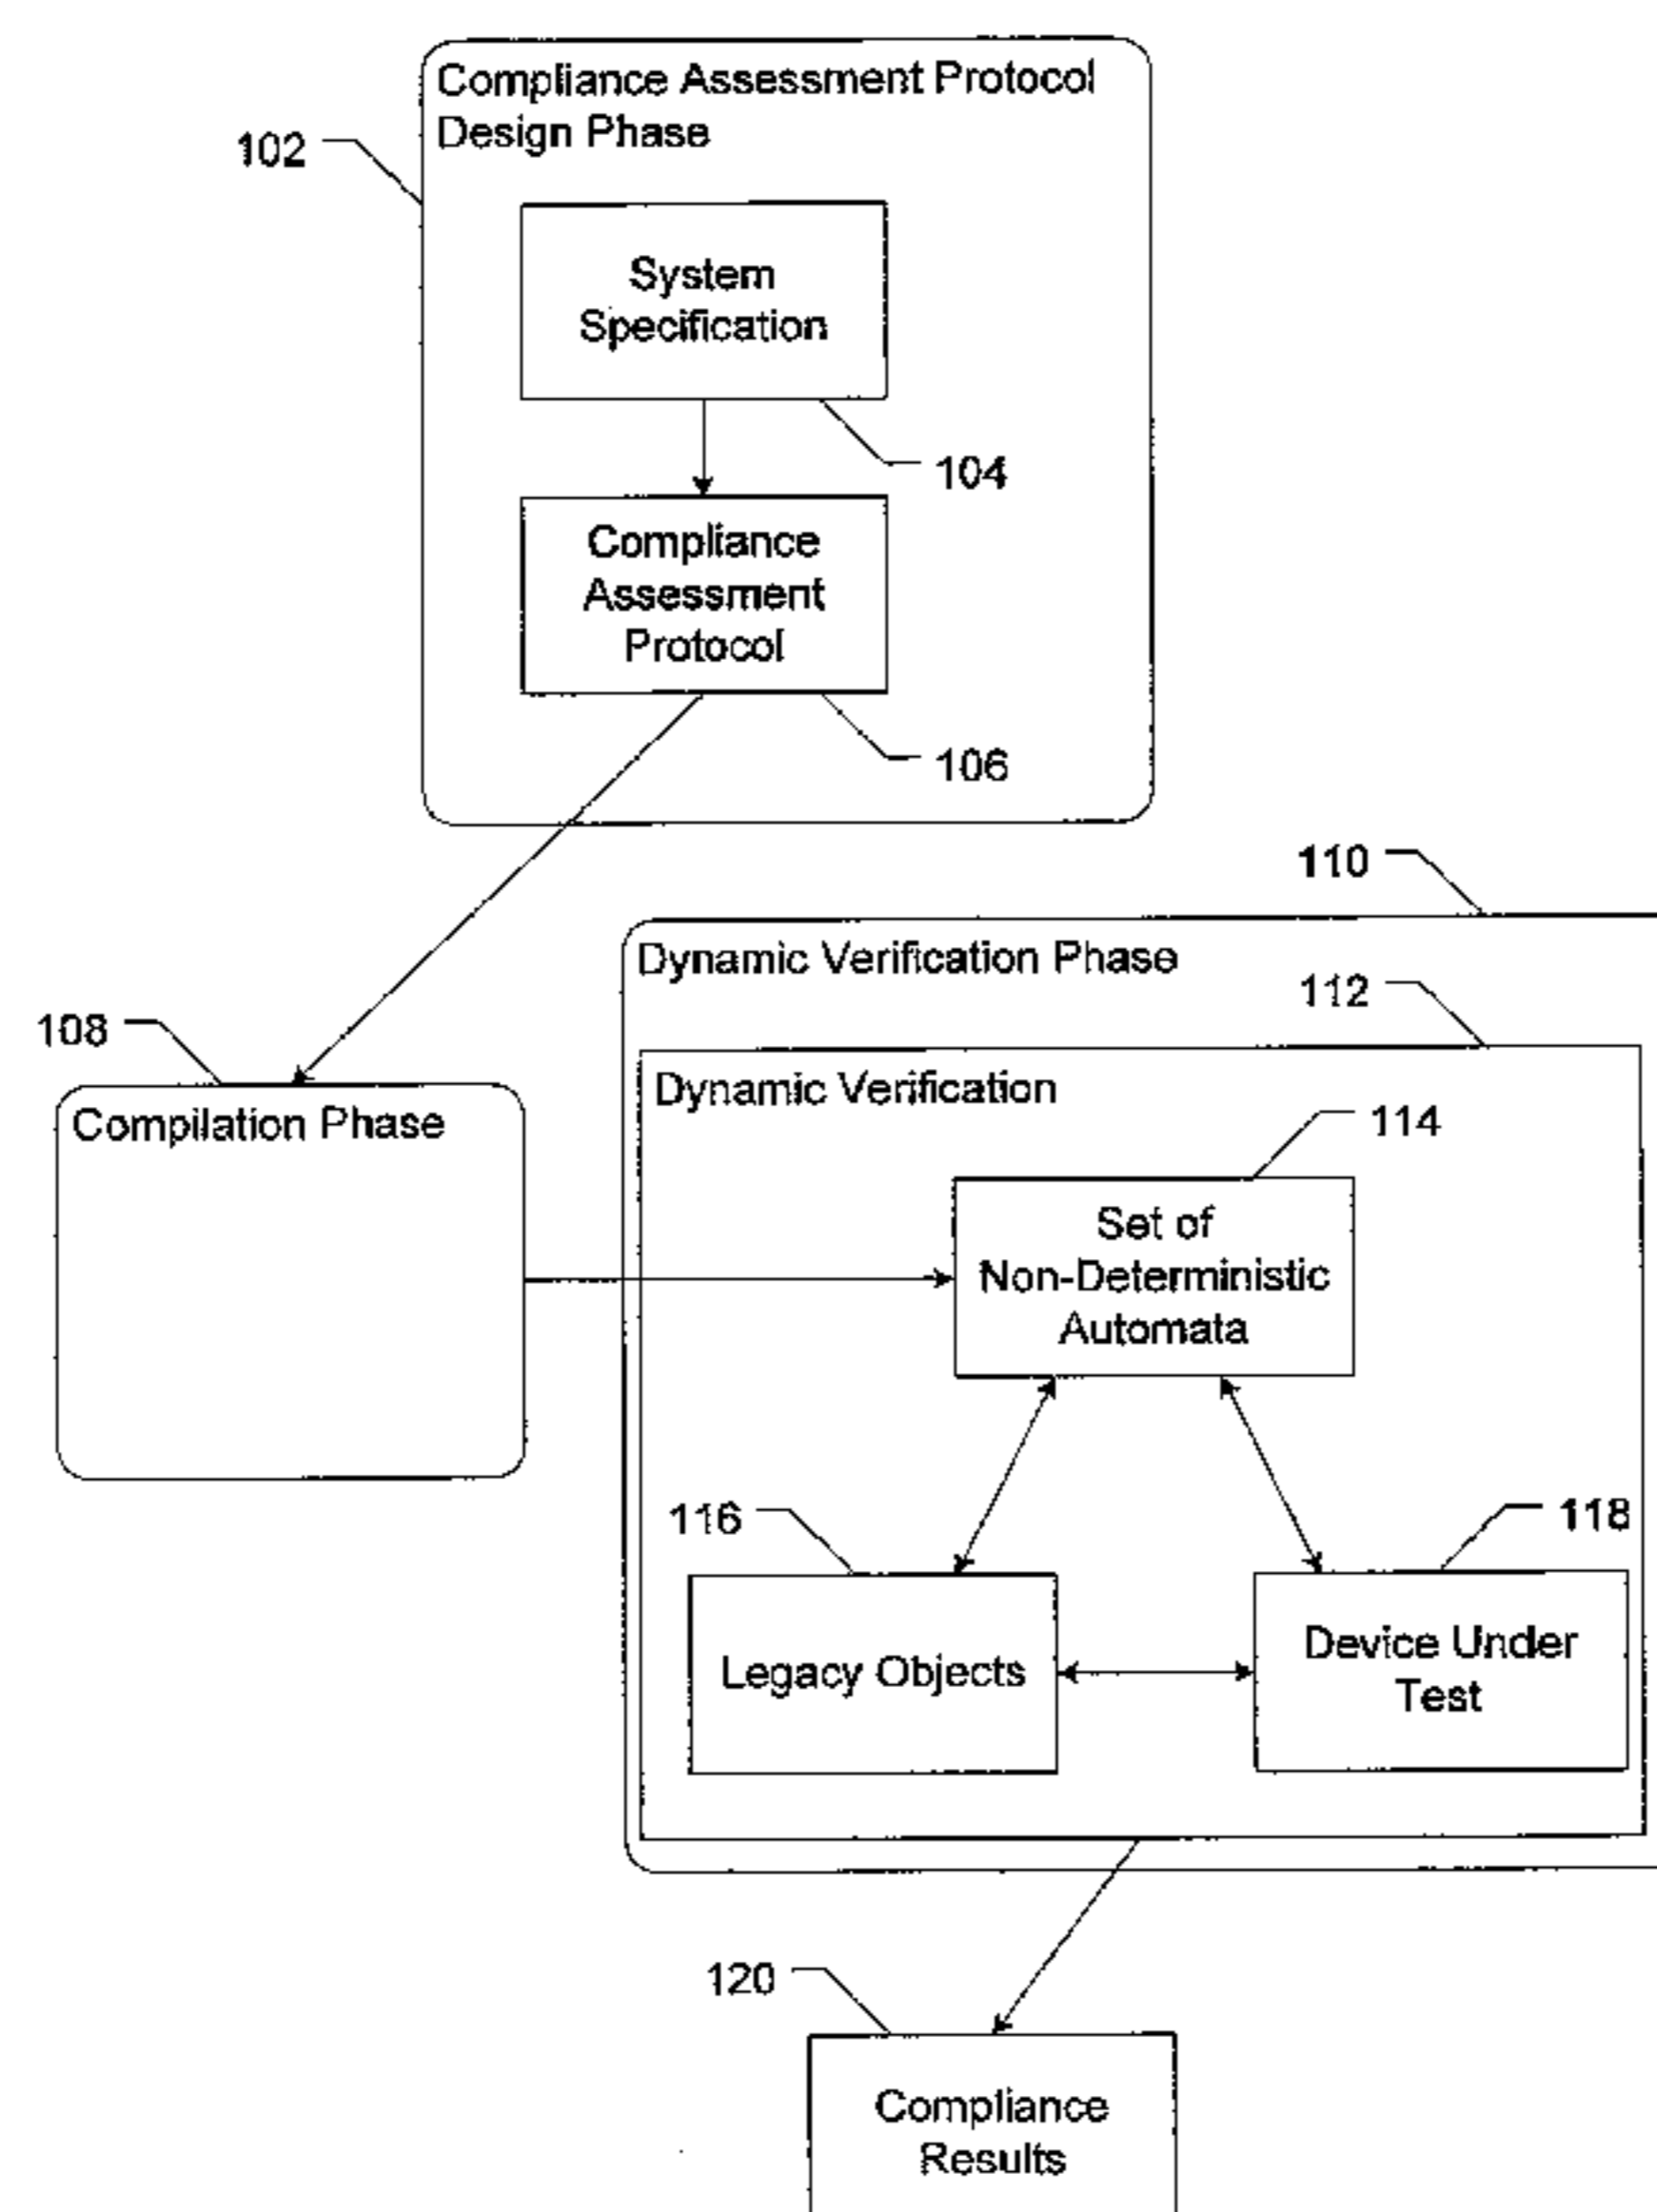 Compliance Assessment Protocol
Design Phase
102
System
Specification
104
Compliance
Assessment
Protocol
106
110
Dynamic Verification Phase
112
108
Compilation Phase
Dynamic Verification
114
Set of
Non-Deterministic
Automata
116
118
Legacy Objects
Device Under
Test
120
Compliance
Results